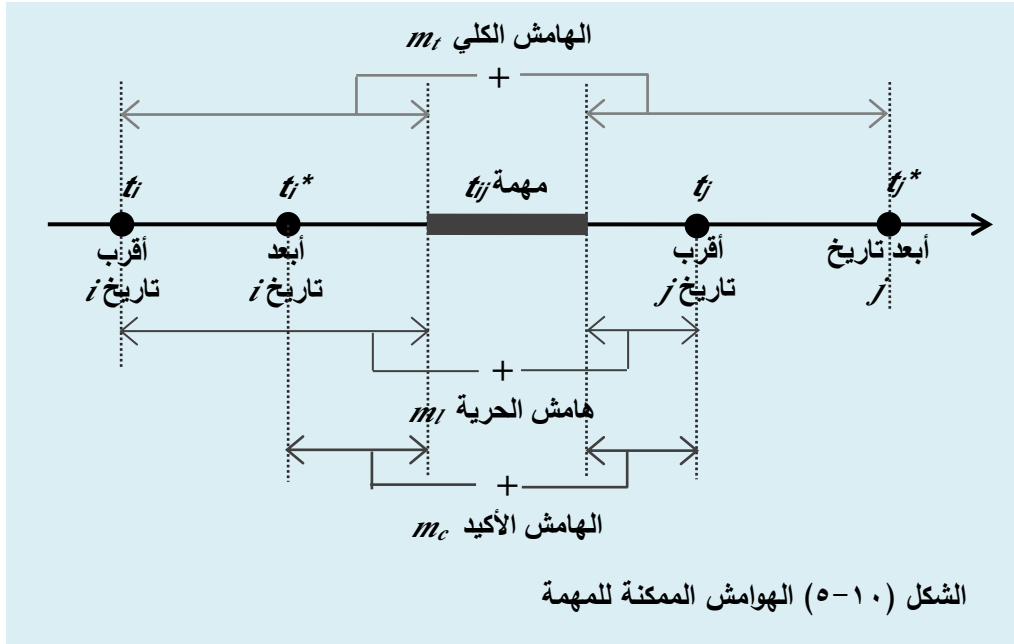 الهامش الكلي mt
+
ti ti* مهمة tij tj tj*
أقرب أبعد أقرب أبعد تاريخ
تاريخ i تاريخ i تاريخ j j
+
هامش الحرية ml
+
الهامش الأكيد mc
الشكل (١٠-٥) الهوامش الممكنة للمهمة